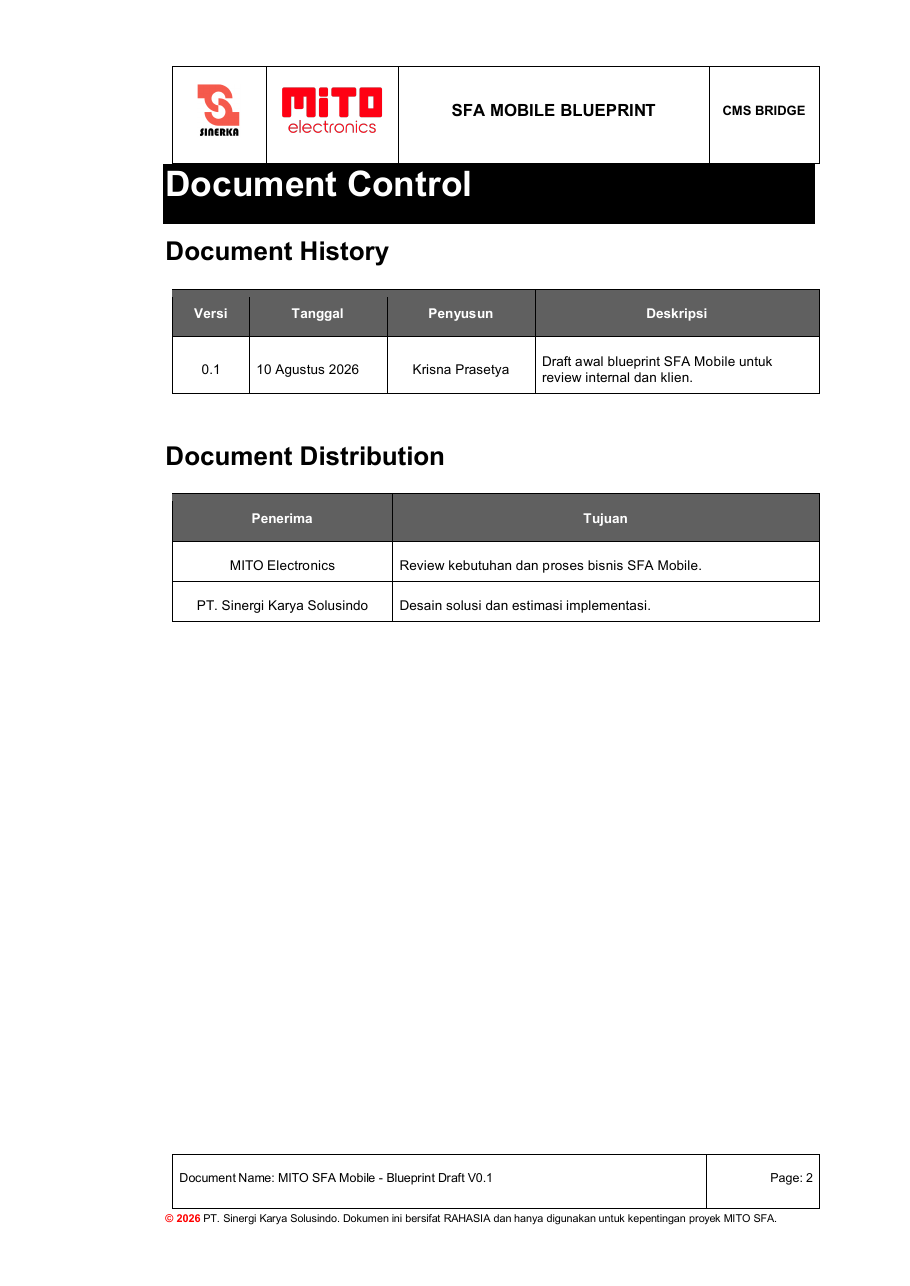 SINERKA
MiTO
electronics
SFA MOBILE BLUEPRINT
CMS BRIDGE
Document Control
Document History
Versi
Tanggal
Penyusun
Deskripsi
0.1
10 Agustus 2026
Krisna Prasetya
Draft awal blueprint SFA Mobile untuk
review internal dan klien.
Document Distribution
Penerima
Tujuan
MITO Electronics
Review kebutuhan dan proses bisnis SFA Mobile.
PT. Sinergi Karya Solusindo
Desain solusi dan estimasi implementasi.
Document Name: MITO SFA Mobile - Blueprint Draft V0.1
Page: 2
© 2026 PT. Sinergi Karya Solusindo. Dokumen ini bersifat RAHASIA dan hanya digunakan untuk kepentingan proyek MITO SFA.